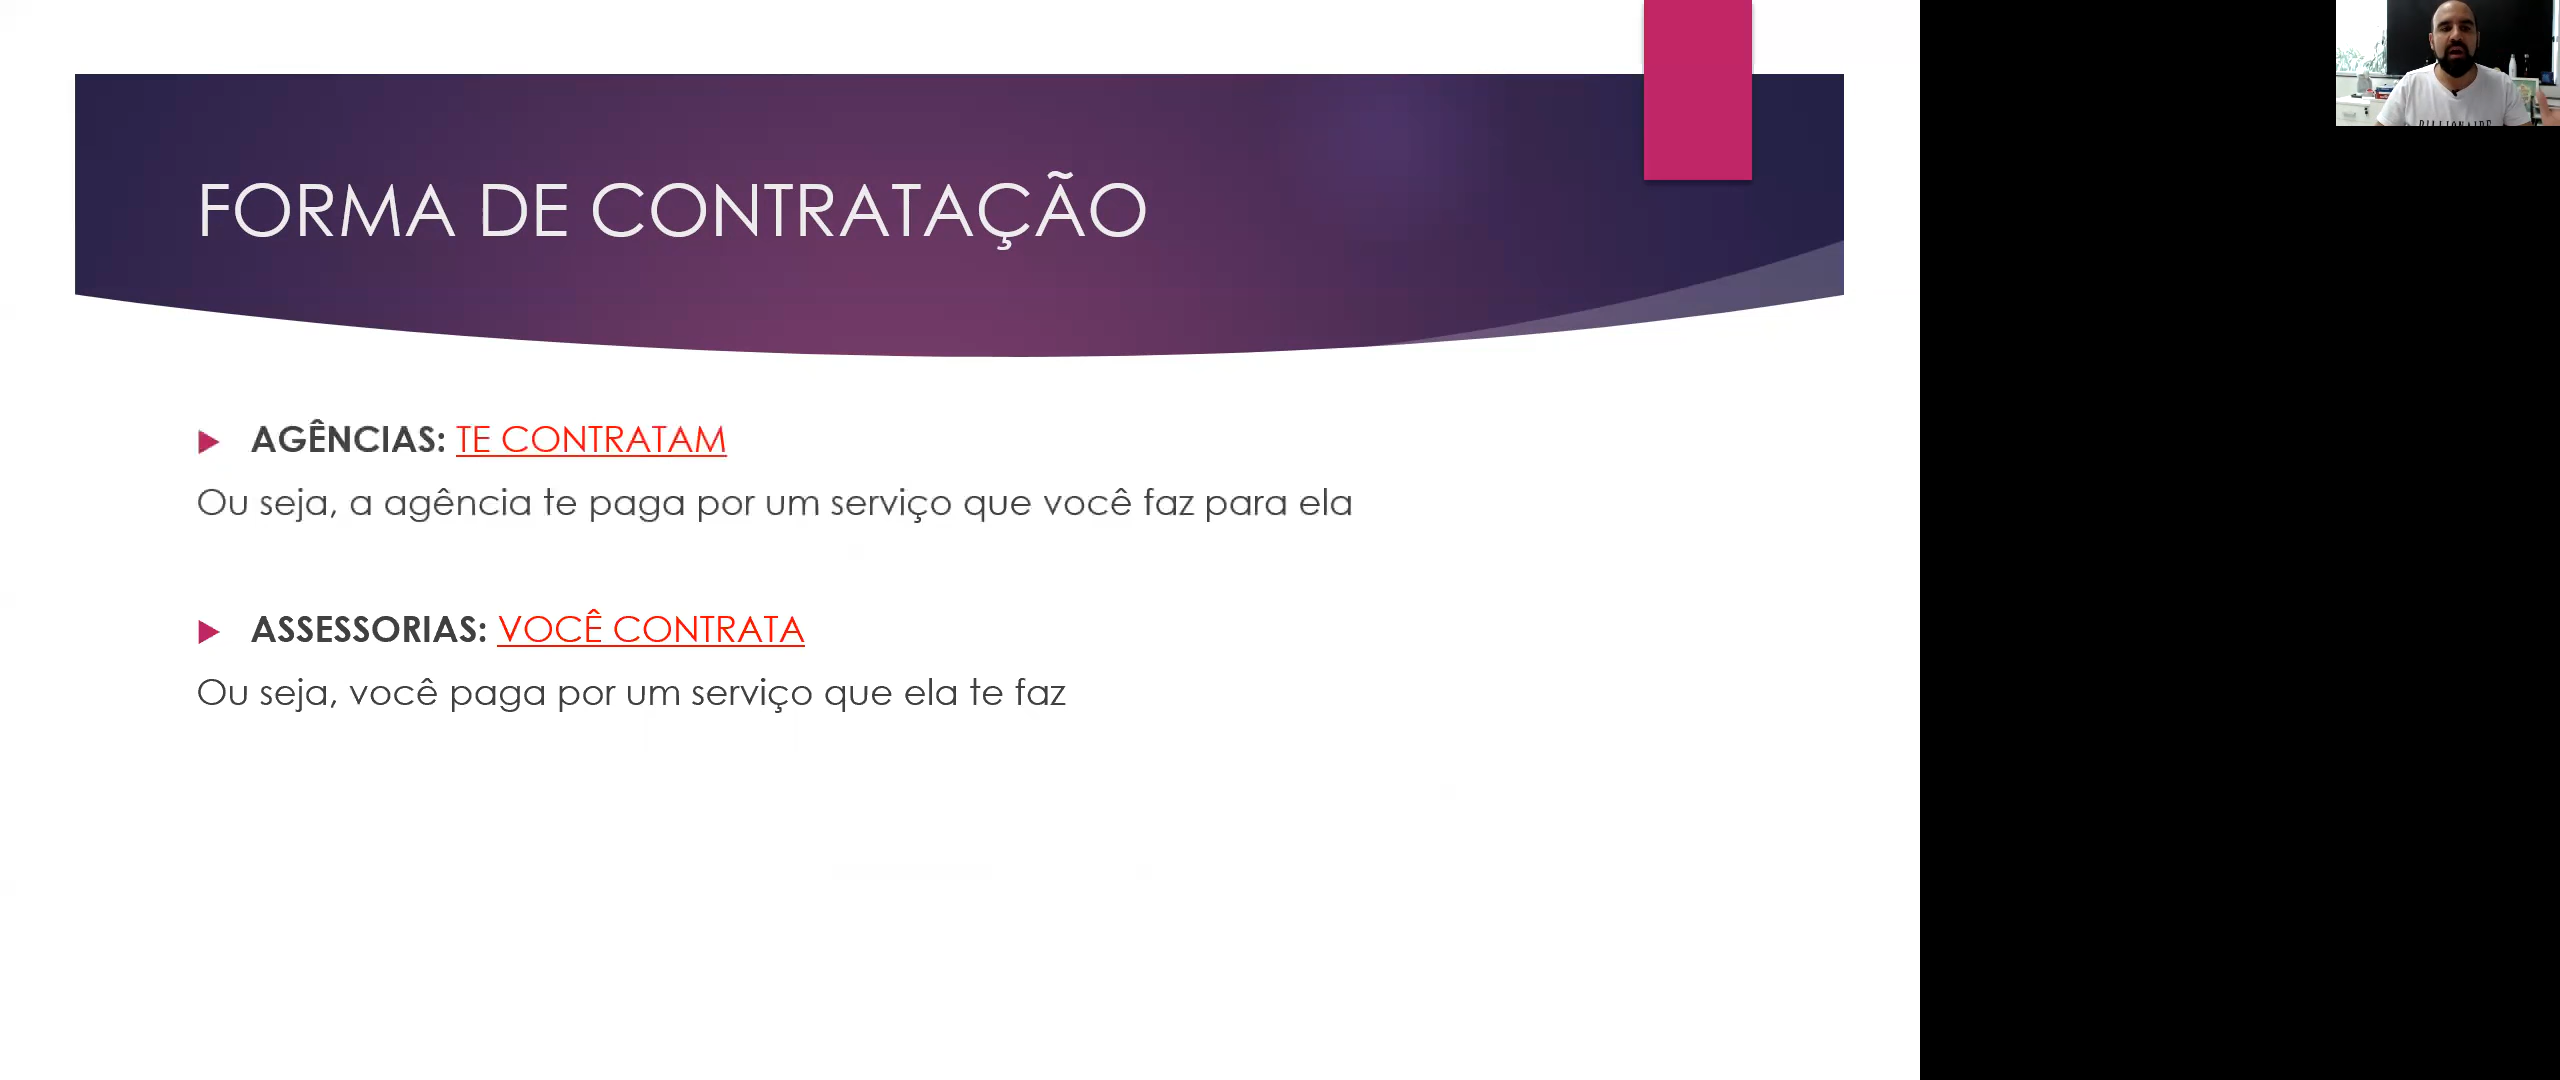 FORMA DE CONTRATAÇÃO
AGÊNCIAS: TE CONTRATAM
Ou seja, a agência te paga por um serviço que você faz para ela
ASSESSORIAS: VOCÊ CONTRATA
Ou seja, você paga por um serviço que ela te faz
BILLIONAIRE